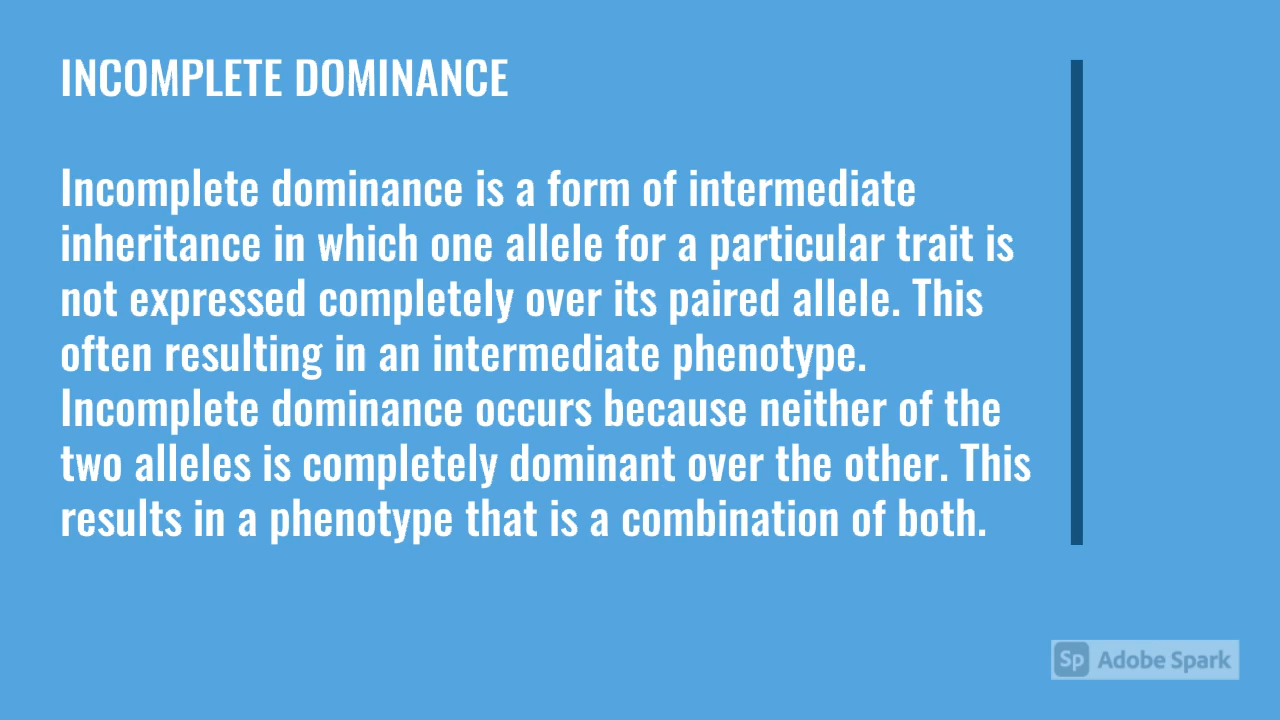 INCOMPLETE DOMINANCE
Incomplete dominance is a form of intermediate
inheritance in which one allele for a particular trait is
not expressed completely over its paired allele. This
often resulting in an intermediate phenotype.
Incomplete dominance occurs because neither of the
two alleles is completely dominant over the other. This
results in a phenotype that is a combination of both.
Sp Adobe Spark